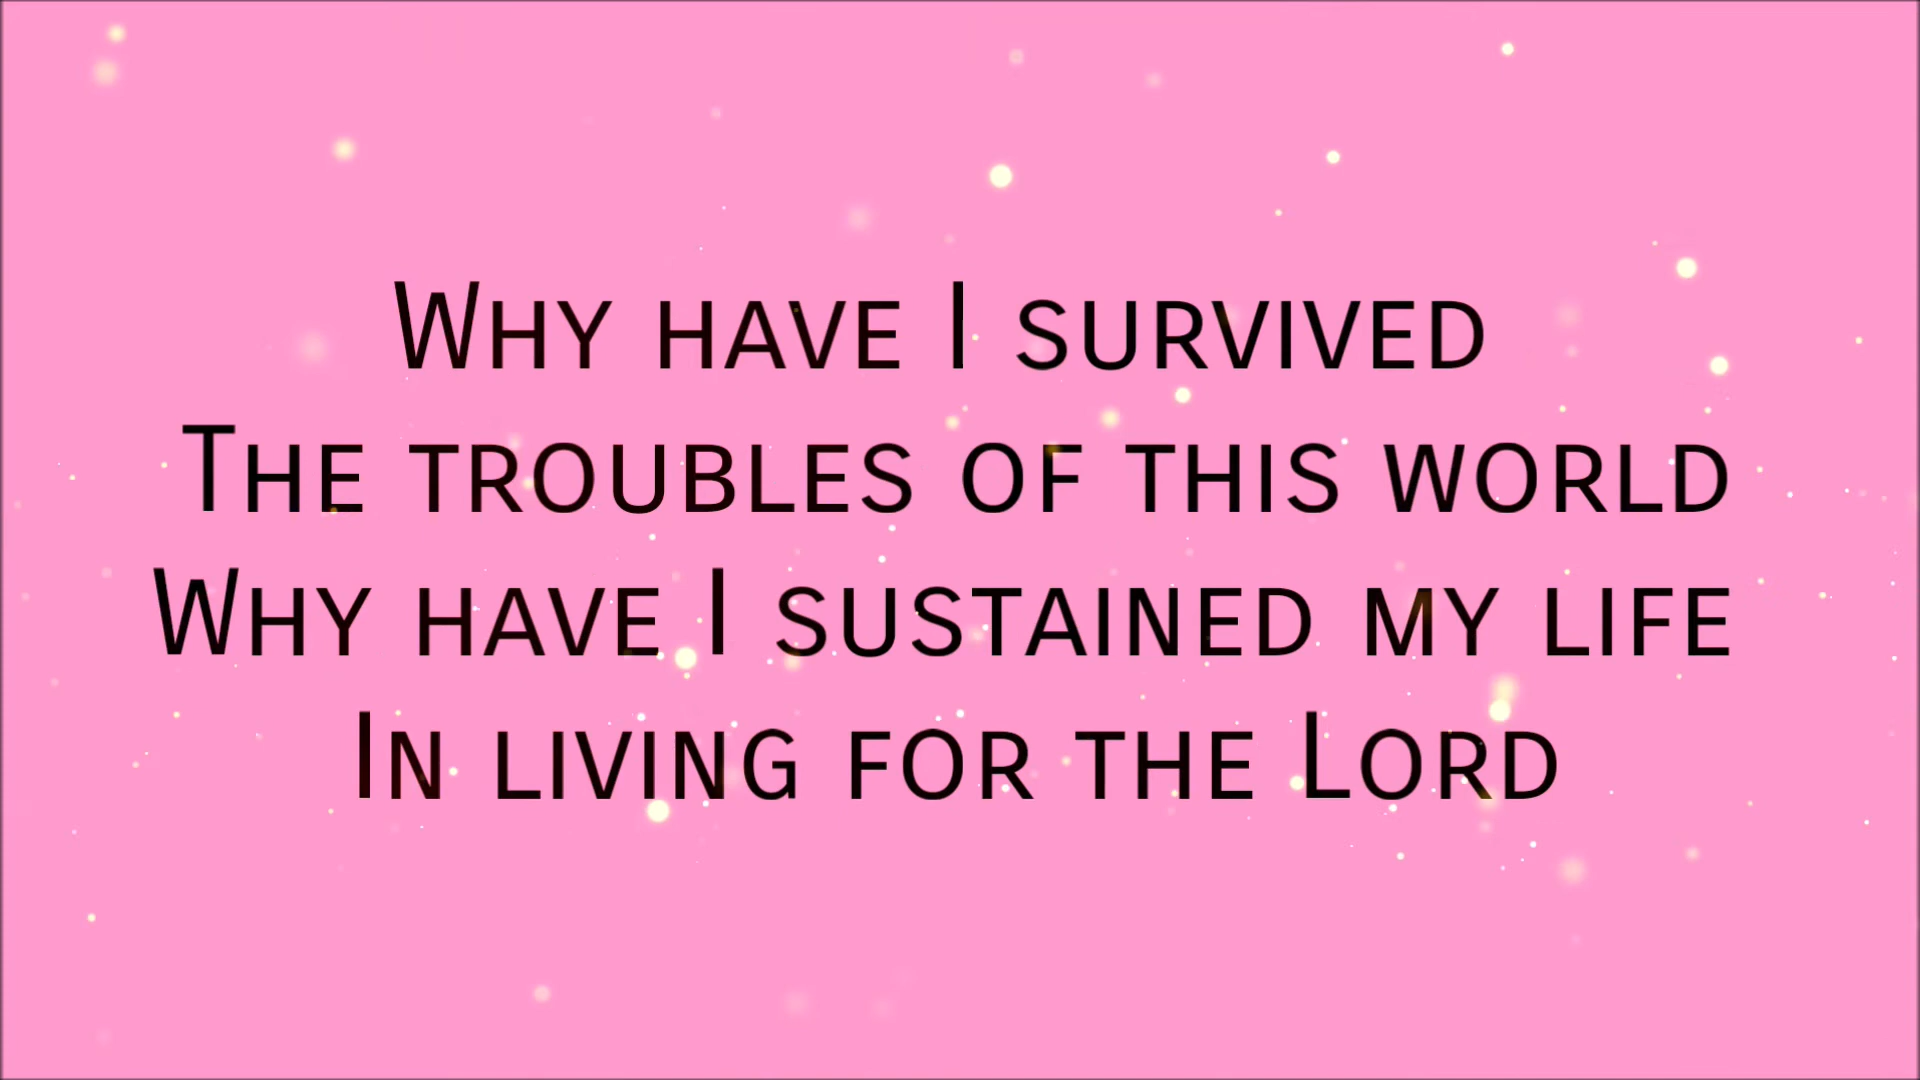 Why have I survived
The troubles of this world
Why have I sustained my life
In living for the Lord